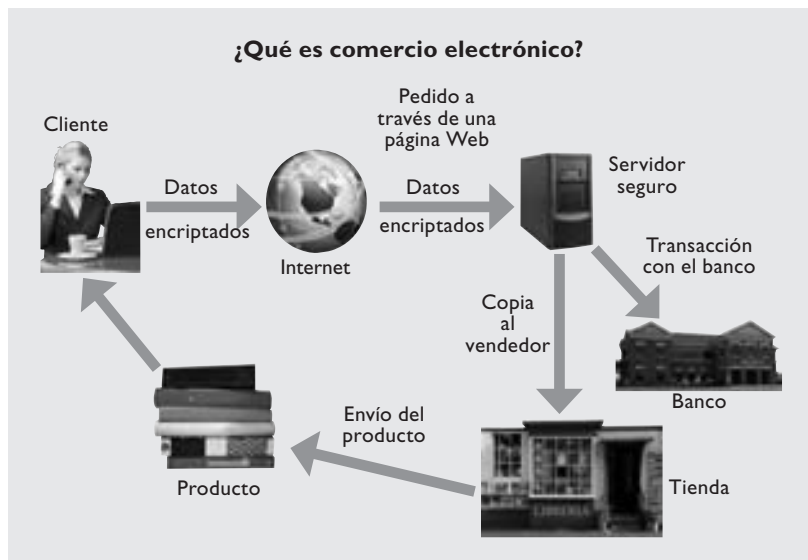 ¿Qué es comercio electrónico?
Cliente
Datos
encriptados
Internet
Pedido a
través de una
página Web
Datos
encriptados
Servidor
seguro
Transacción
con el banco
Banco
Copia
al
vendedor
LIBRERIA
Tienda
Envío del
producto
Producto